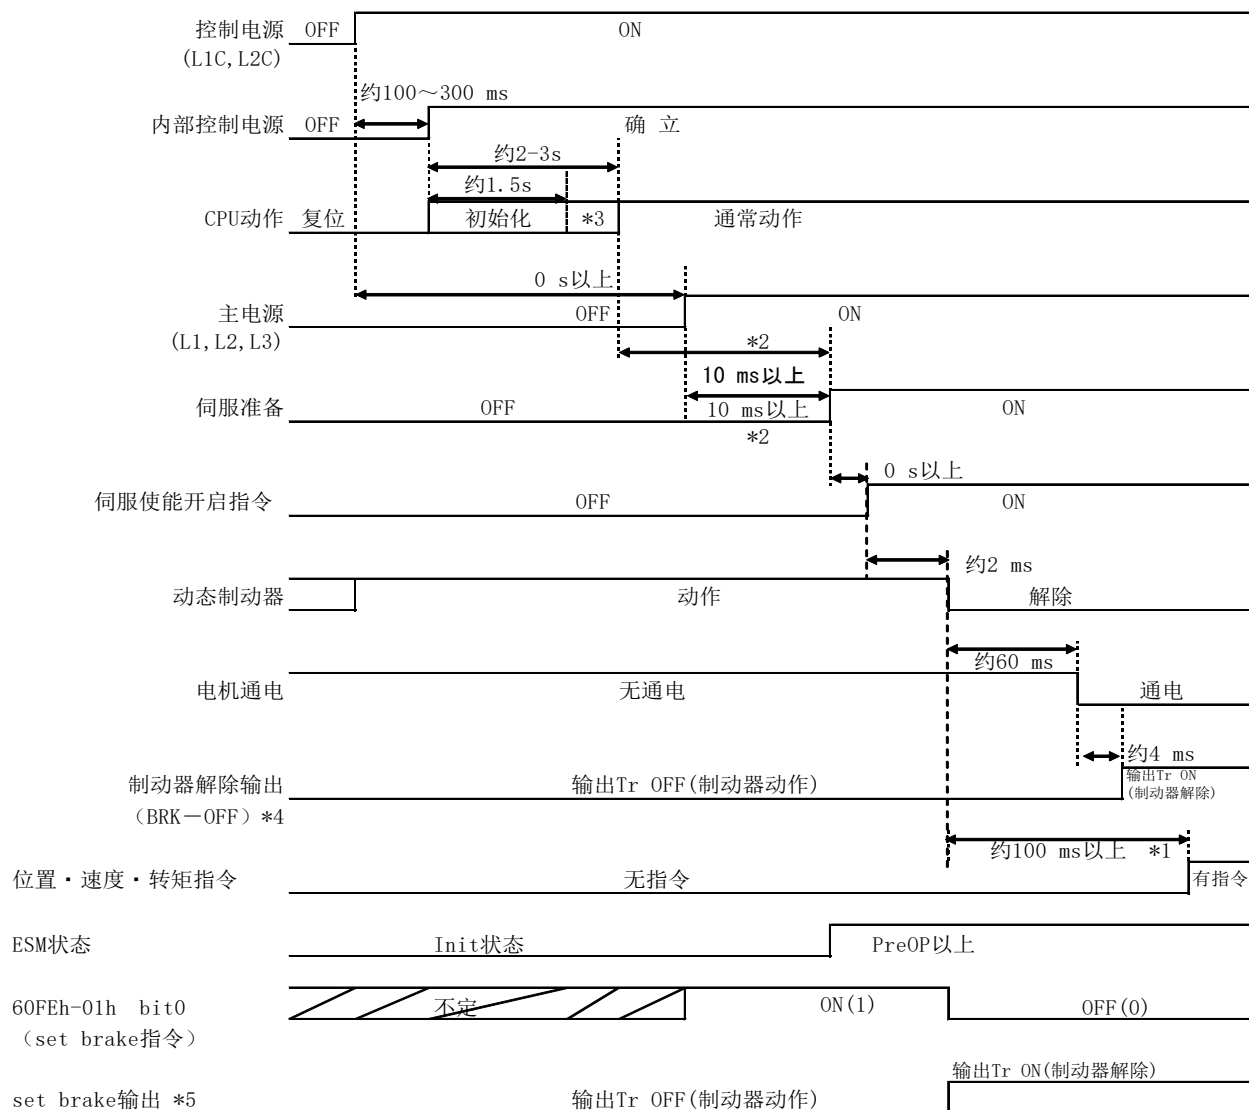 控制电源 OFF ON
(L1C,L2C)
约100～300 ms
内部控制电源 OFF 确 立
约2-3s
约1.5s
CPU动作 复位 初始化 *3 通常动作
0 s以上
主电源 OFF ON
(L1,L2,L3)
*2
10 ms以上
伺服准备 OFF 10 ms以上 ON
*2
0 s以上
伺服使能开启指令 OFF ON
约2 ms
动态制动器 动作 解除
约60 ms
电机通电 无通电 通电
约4 ms
制动器解除输出 输出Tr OFF(制动器动作) 输出Tr ON
(制动器解除)
（BRK－OFF）*4
约100 ms以上 *1
位置・速度・转矩指令 无指令 有指令
ESM状态 Init状态 PreOP以上
60FEh-01h bit0 不定 ON(1) OFF(0)
（set brake指令）
输出Tr ON(制动器解除)
set brake输出 *5 输出Tr OFF(制动器动作)